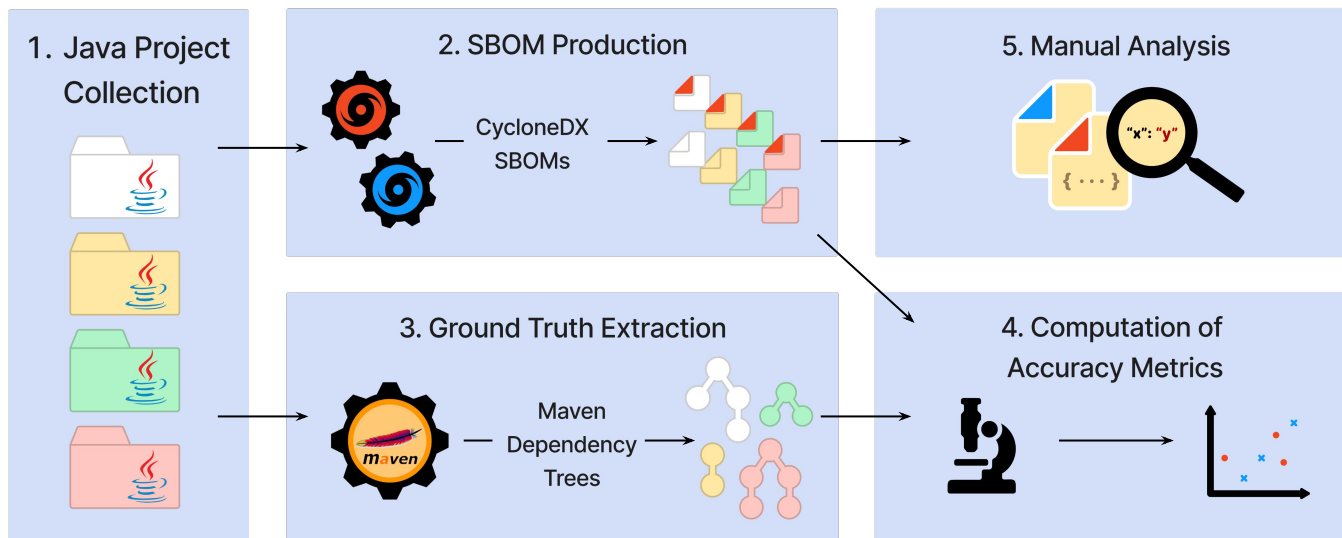 1. Java Project
Collection
2. SBOM Production
CycloneDX
SBOMs
3. Ground Truth Extraction
maven
Maven
Dependency
Trees
5. Manual Analysis
“x”: “y”
{ ··· }
4. Computation of
Accuracy Metrics